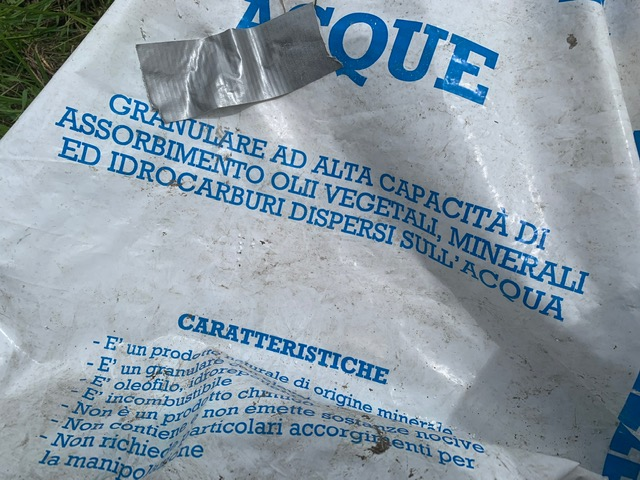 ACQUE
GRANULARE AD ALTA CAPACITÀ DI
ASSORBIMENTO OLII VEGETALI, MINERALI
ED IDROCARBURI DISPERSI SULL'ACQUA
CARATTERISTICHE
- E' un prodotto naturale di origine minerale
- E' un granulare
- E' oleofilo,
- E' incombustibile
- Non è un prodotto
- Non contiene non emette sostanze nocive
- Non richiede particolari accorgimenti per
la manipolazione